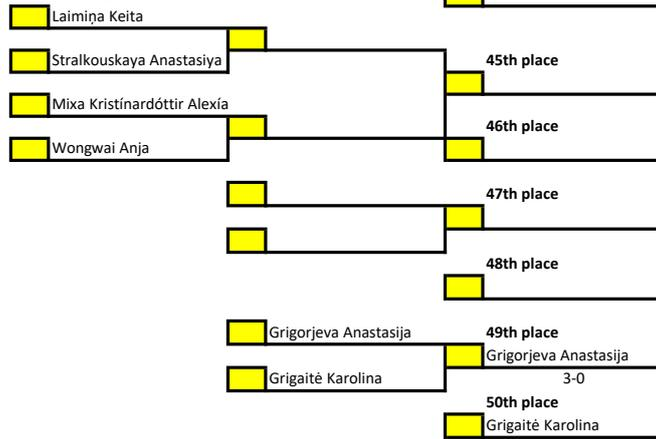 Laimiņa Keita
Stralkouskaya Anastasiya
45th place
Mixa Kristínardóttir Alexía
46th place
Wongwai Anja
47th place
48th place
Grigorjeva Anastasija
49th place
Grigorjeva Anastasija
Grigaitė Karolina
3-0
50th place
Grigaitė Karolina